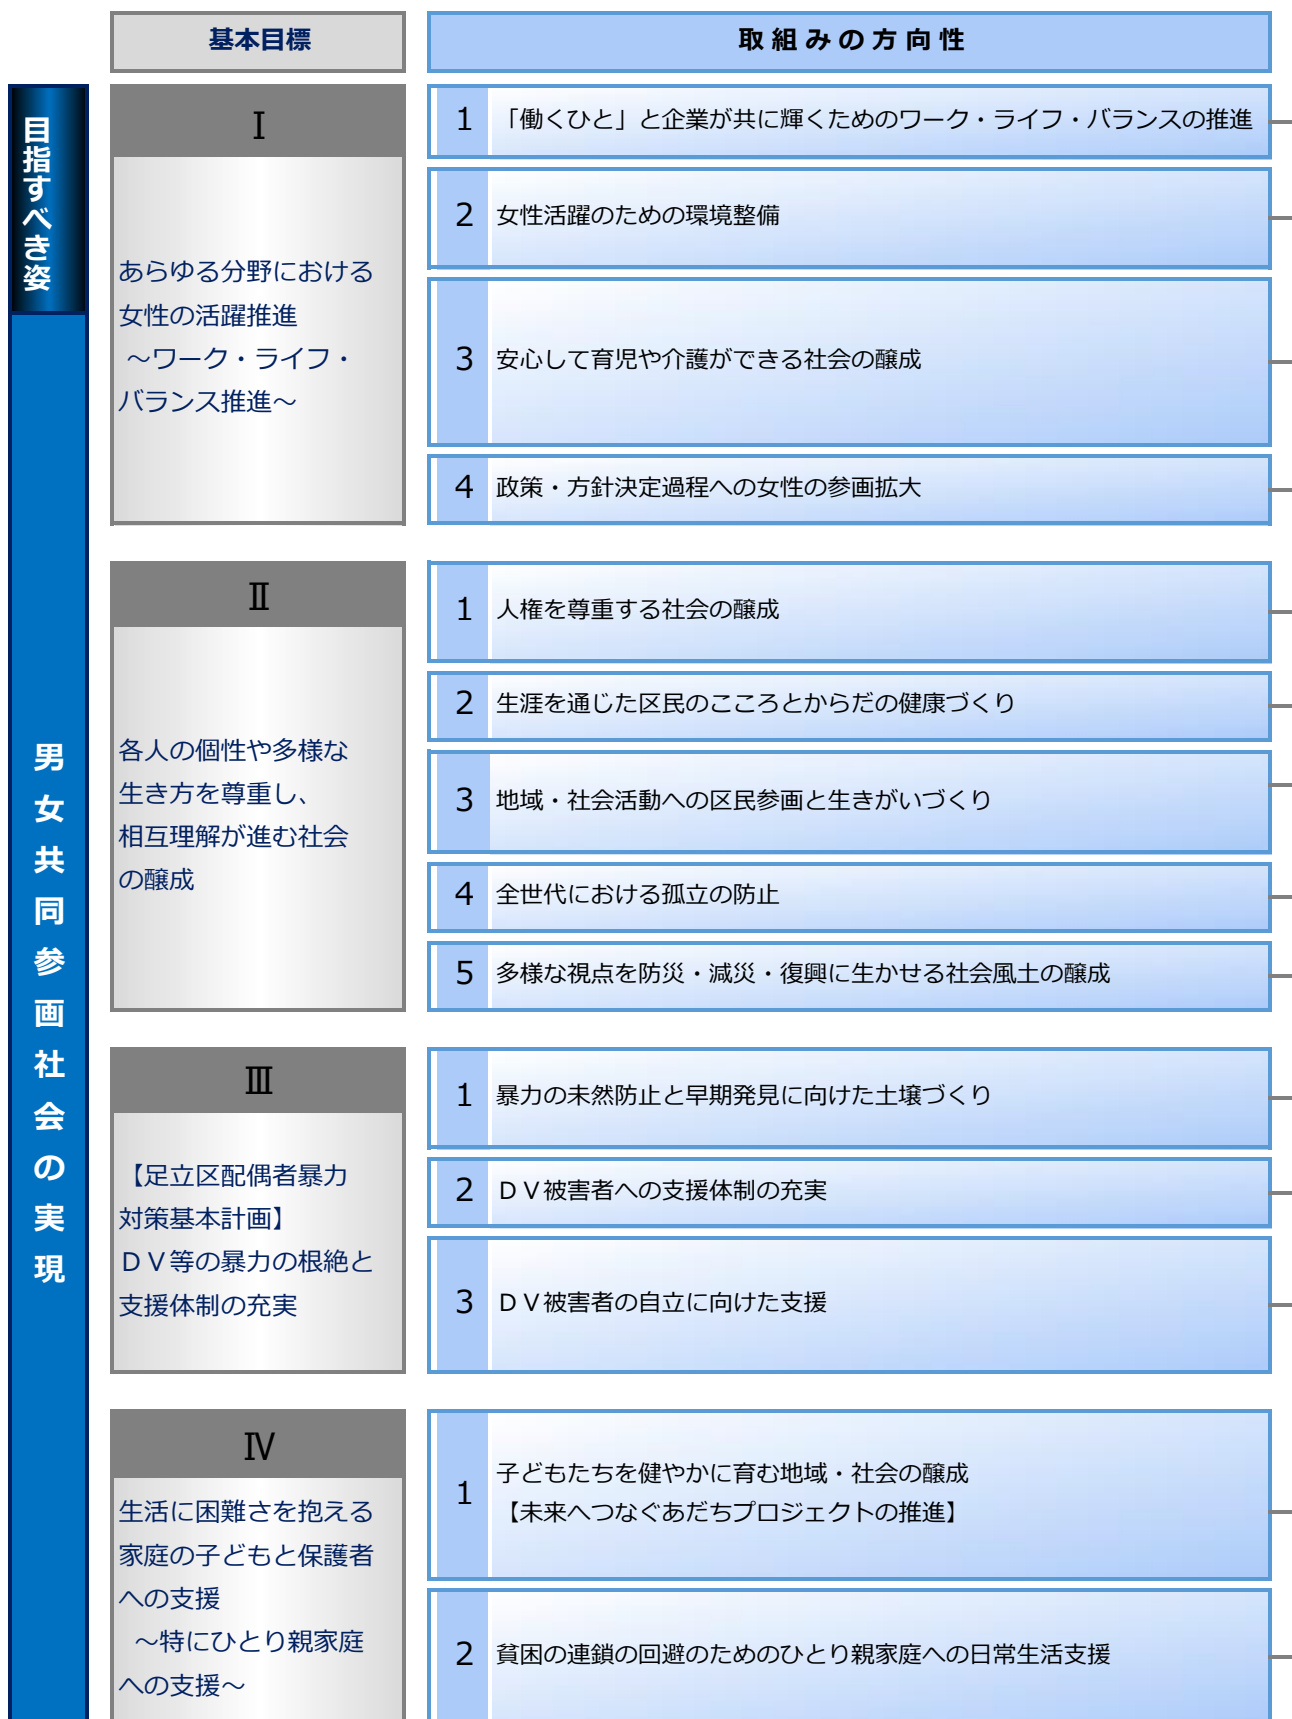 基本目標
取組みの方向性
目指すべき姿
男女共同参画社会の実現
Ⅰ
あらゆる分野における
女性の活躍推進
～ワーク・ライフ・
バランス推進～
1 「働くひと」と企業が共に輝くためのワーク・ライフ・バランスの推進
2 女性活躍のための環境整備
3 安心して育児や介護ができる社会の醸成
4 政策・方針決定過程への女性の参画拡大
Ⅱ
各人の個性や多様な
生き方を尊重し、
相互理解が進む社会
の醸成
1 人権を尊重する社会の醸成
2 生涯を通じた区民のこころとからだの健康づくり
3 地域・社会活動への区民参画と生きがいづくり
4 全世代における孤立の防止
5 多様な視点を防災・減災・復興に生かせる社会風土の醸成
Ⅲ
【足立区配偶者暴力
対策基本計画】
ＤＶ等の暴力の根絶と
支援体制の充実
1 暴力の未然防止と早期発見に向けた土壌づくり
2 ＤＶ被害者への支援体制の充実
3 ＤＶ被害者の自立に向けた支援
Ⅳ
生活に困難さを抱える
家庭の子どもと保護者
への支援
～特にひとり親家庭
への支援～
1 子どもたちを健やかに育む地域・社会の醸成
【未来へつなぐあだちプロジェクトの推進】
2 貧困の連鎖の回避のためのひとり親家庭への日常生活支援